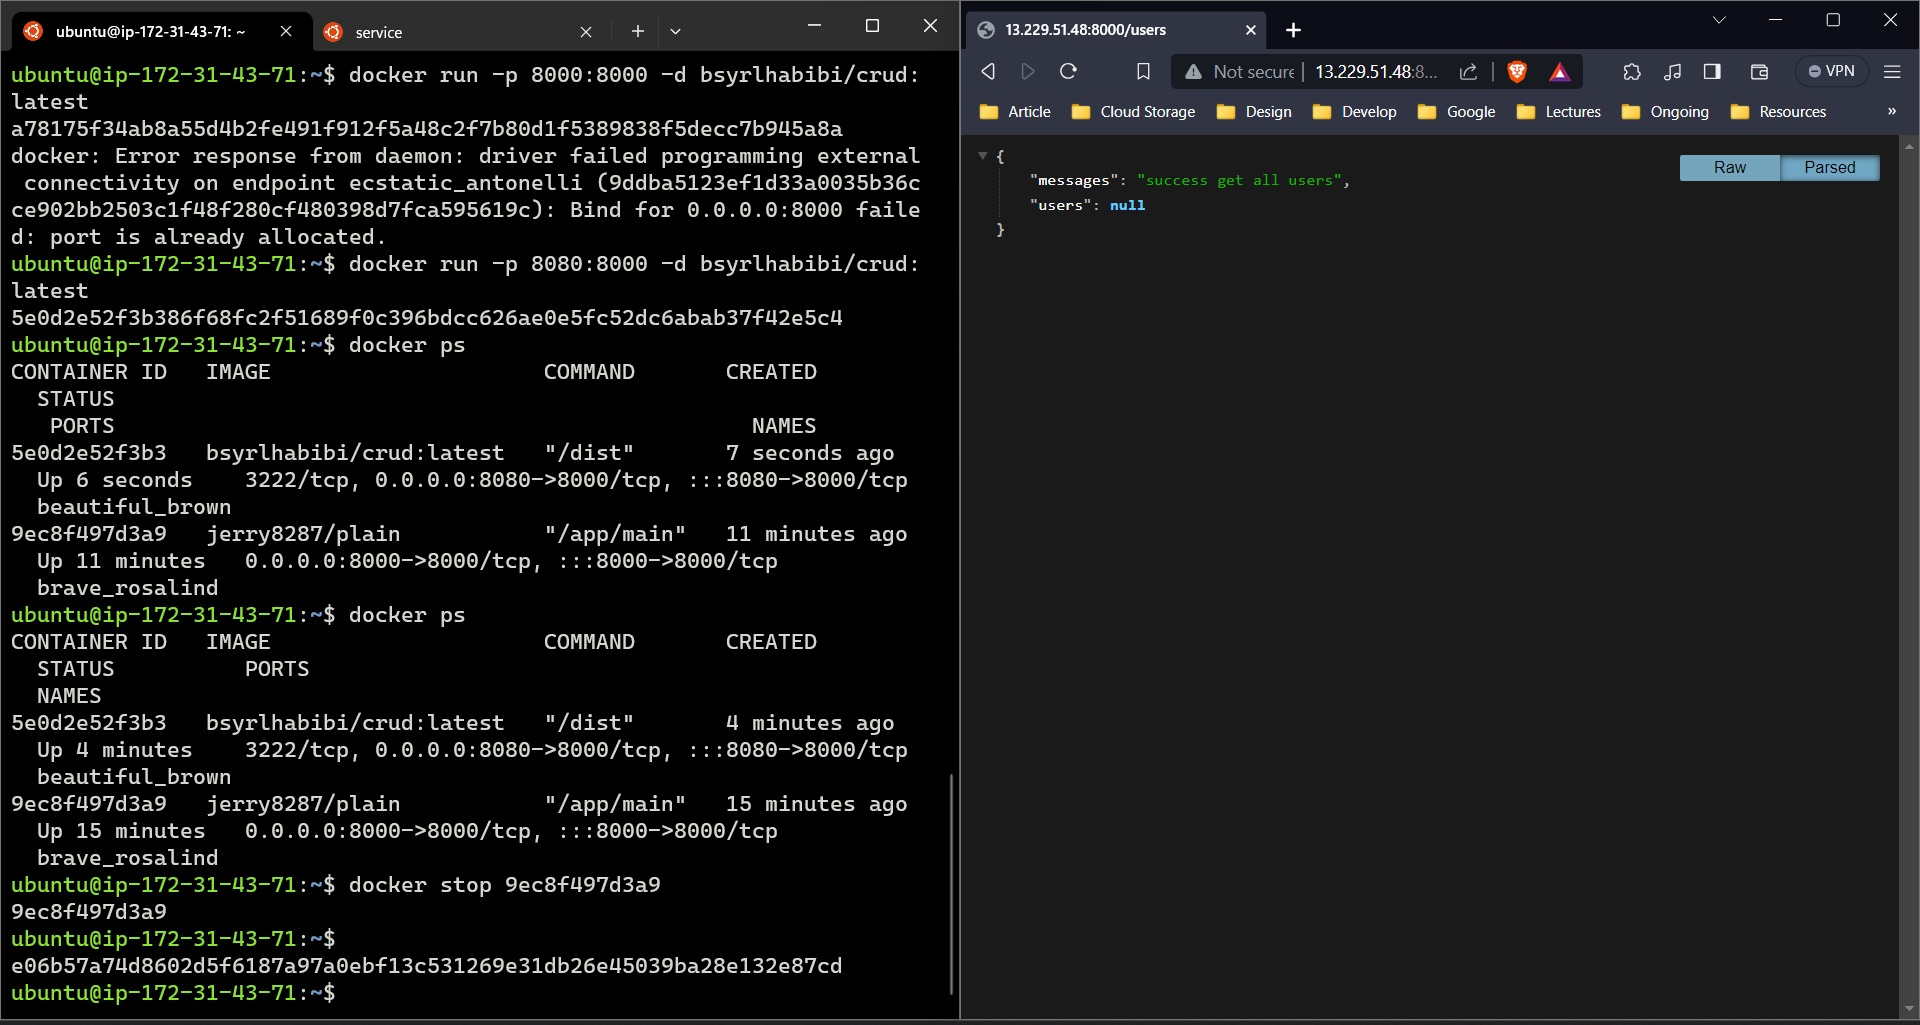 ubuntu@ip-172-31-43-71: ~
service
ubuntu@ip-172-31-43-71:~$ docker run -p 8000:8000 -d bsyrlhabibi/crud:
latest
a78175f34ab8a55d4b2fe491f912f5a48c2f7b80d1f5389838f5decc7b945a8a
docker: Error response from daemon: driver failed programming external
 connectivity on endpoint ecstatic_antonelli (9ddba5123ef1d33a0035b36c
ce902bb2503c1f48f280cf480398d7fca595619c): Bind for 0.0.0.0:8000 faile
d: port is already allocated.
ubuntu@ip-172-31-43-71:~$ docker run -p 8080:8000 -d bsyrlhabibi/crud:
latest
5e0d2e52f3b386f68fc2f51689f0c396bdcc626ae0e5fc52dc6abab37f42e5c4
ubuntu@ip-172-31-43-71:~$ docker ps
CONTAINER ID   IMAGE                     COMMAND       CREATED
  STATUS
   PORTS                                                 NAMES
5e0d2e52f3b3   bsyrlhabibi/crud:latest   "/dist"       7 seconds ago
  Up 6 seconds    3222/tcp, 0.0.0.0:8080->8000/tcp, :::8080->8000/tcp
  beautiful_brown
9ec8f497d3a9   jerry8287/plain           "/app/main"   11 minutes ago
  Up 11 minutes   0.0.0.0:8000->8000/tcp, :::8000->8000/tcp
  brave_rosalind
ubuntu@ip-172-31-43-71:~$ docker ps
CONTAINER ID   IMAGE                     COMMAND       CREATED
  STATUS          PORTS
  NAMES
5e0d2e52f3b3   bsyrlhabibi/crud:latest   "/dist"       4 minutes ago
  Up 4 minutes    3222/tcp, 0.0.0.0:8080->8000/tcp, :::8080->8000/tcp
  beautiful_brown
9ec8f497d3a9   jerry8287/plain           "/app/main"   15 minutes ago
  Up 15 minutes   0.0.0.0:8000->8000/tcp, :::8000->8000/tcp
  brave_rosalind
ubuntu@ip-172-31-43-71:~$ docker stop 9ec8f497d3a9
9ec8f497d3a9
ubuntu@ip-172-31-43-71:~$
e06b57a74d8602d5f6187a97a0ebf13c531269e31db26e45039ba28e132e87cd
ubuntu@ip-172-31-43-71:~$
13.229.51.48:8000/users
Not secure 13.229.51.48:8... VPN
Article Cloud Storage Design Develop Google Lectures Ongoing Resources »
Raw Parsed
{
"messages": "success get all users",
"users": null
}